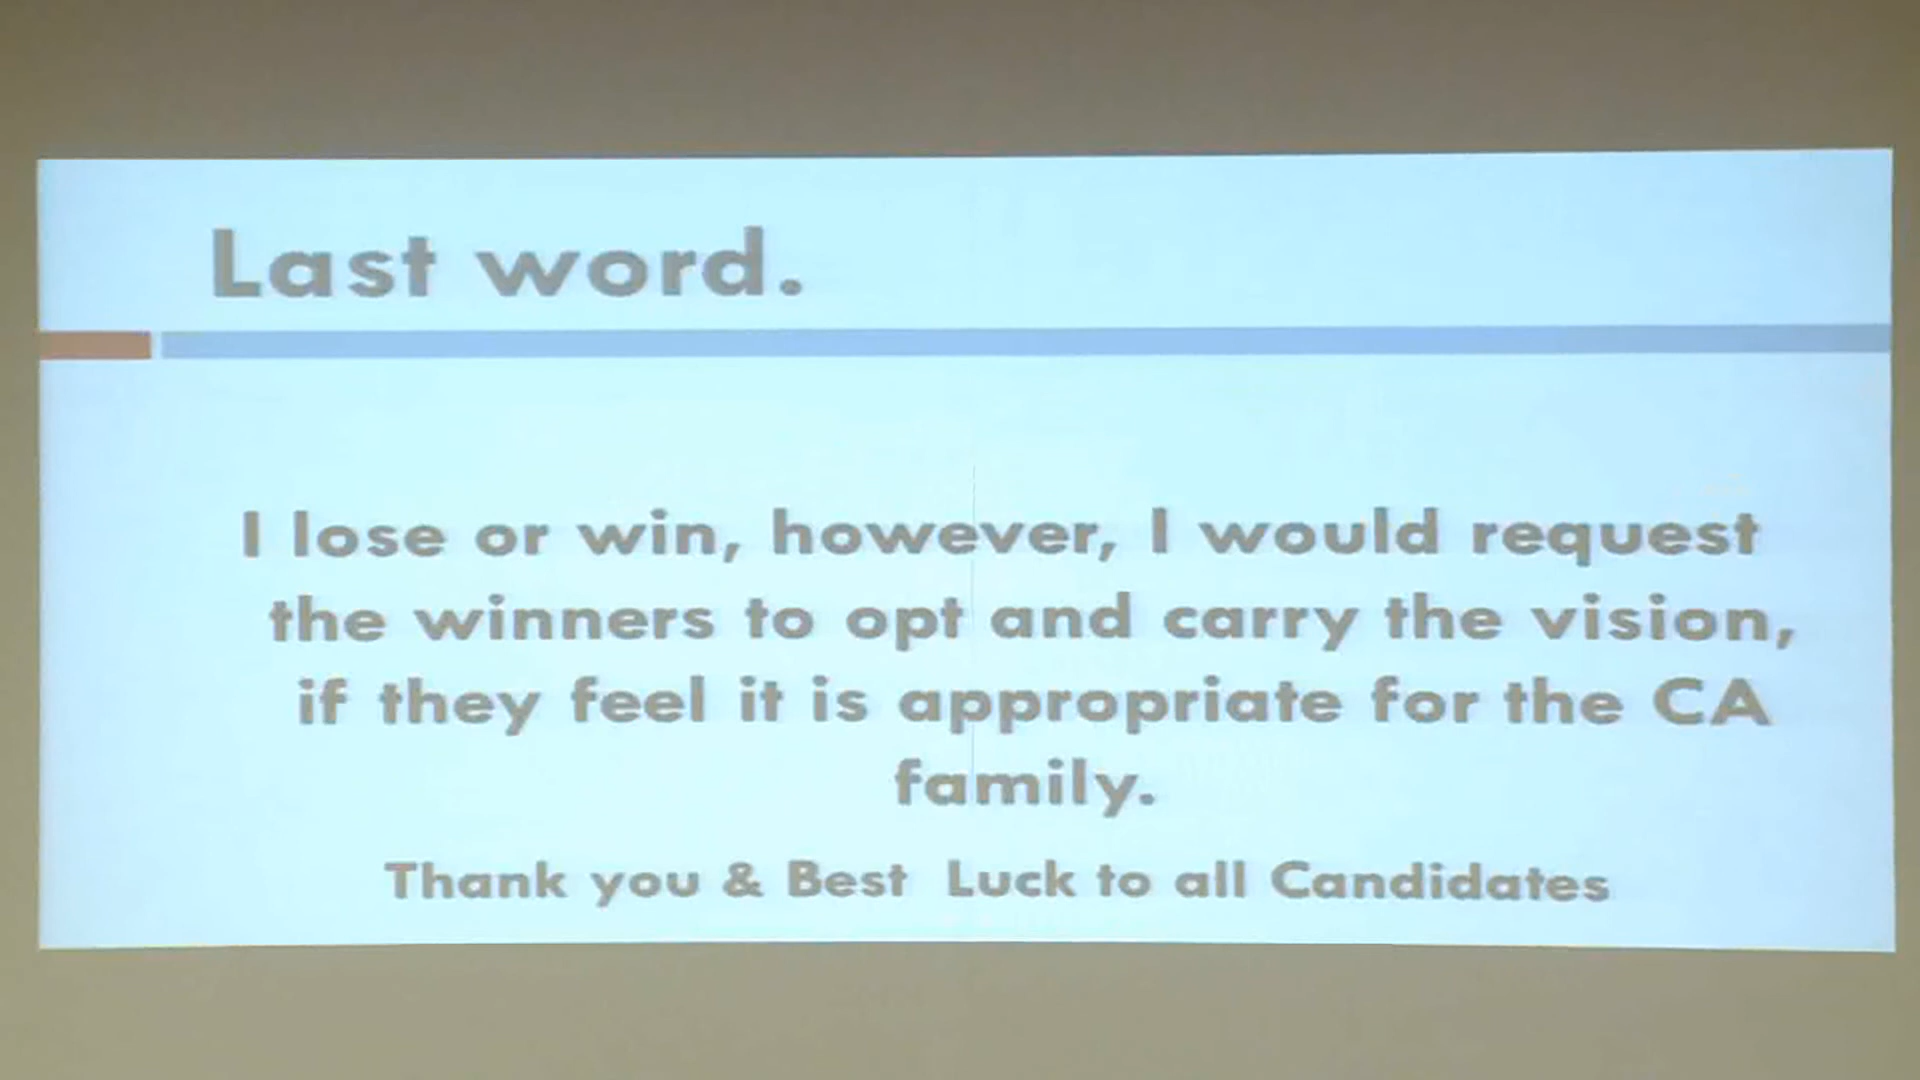 Last word.
I lose or win, however, I would request
the winners to opt and carry the vision,
if they feel it is appropriate for the CA
family.
Thank you & Best Luck to all Candidates